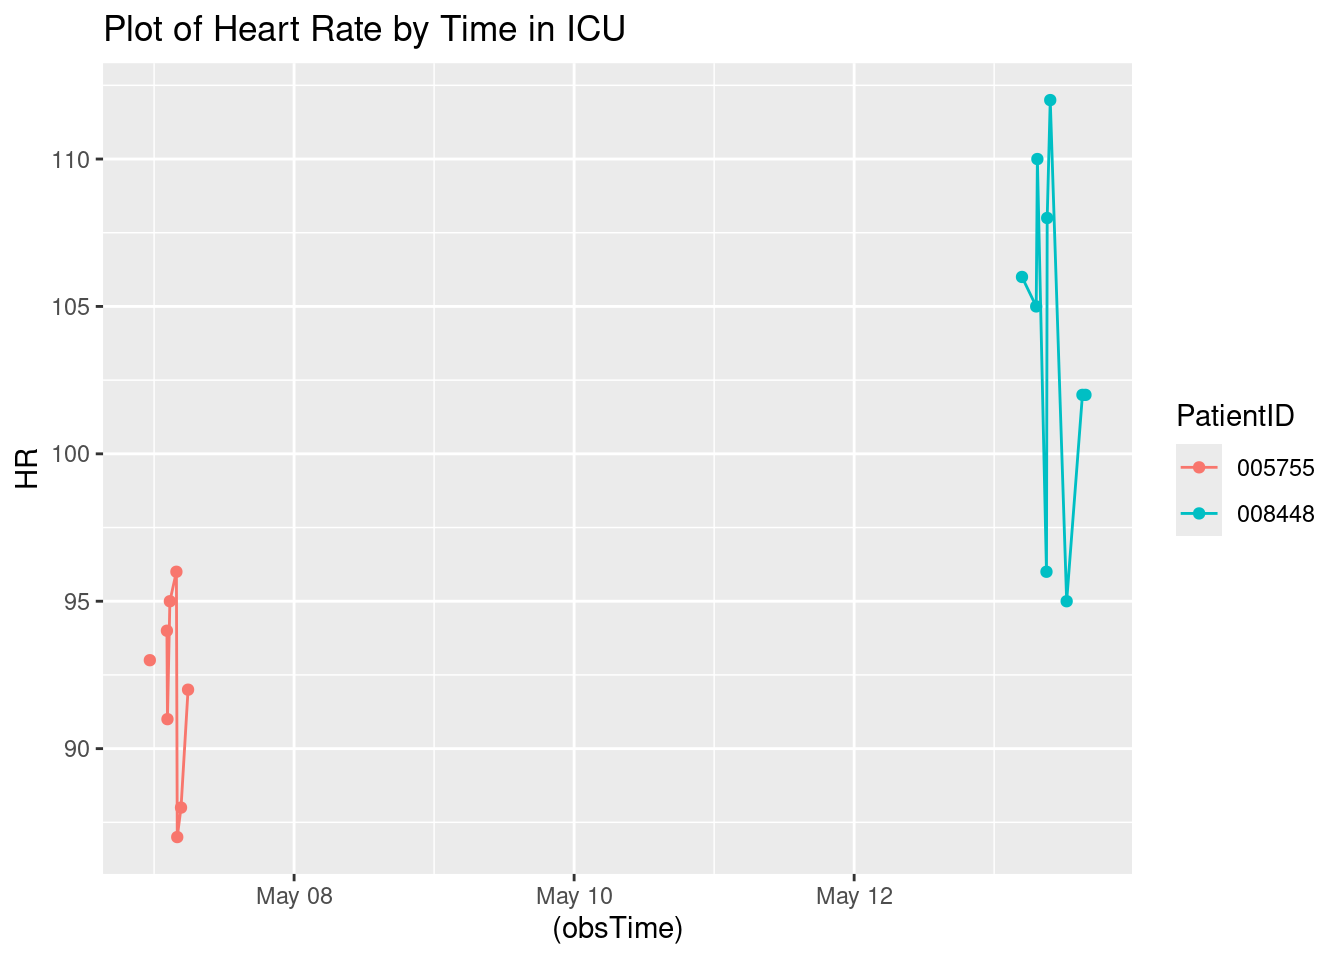 Plot of Heart Rate by Time in ICU
110
105
100
95
90
HR
May 08
May 10
May 12
(obsTime)
PatientID
005755
008448